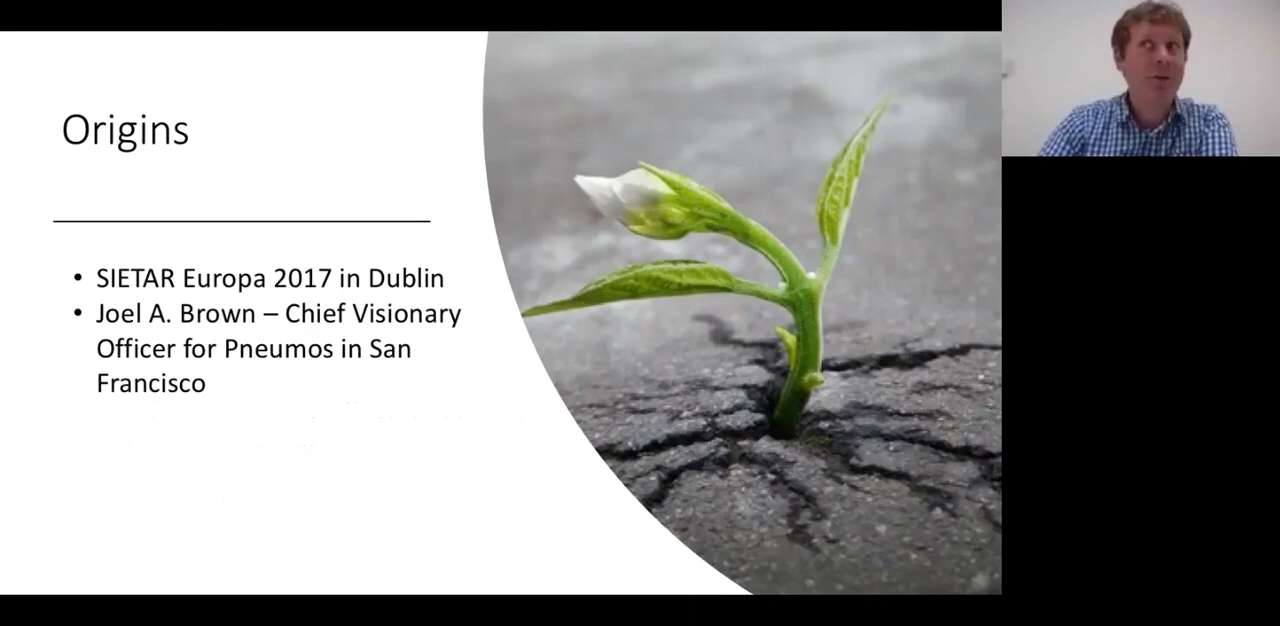 Origins
• SIETAR Europa 2017 in Dublin
• Joel A. Brown – Chief Visionary
Officer for Pneumos in San
Francisco